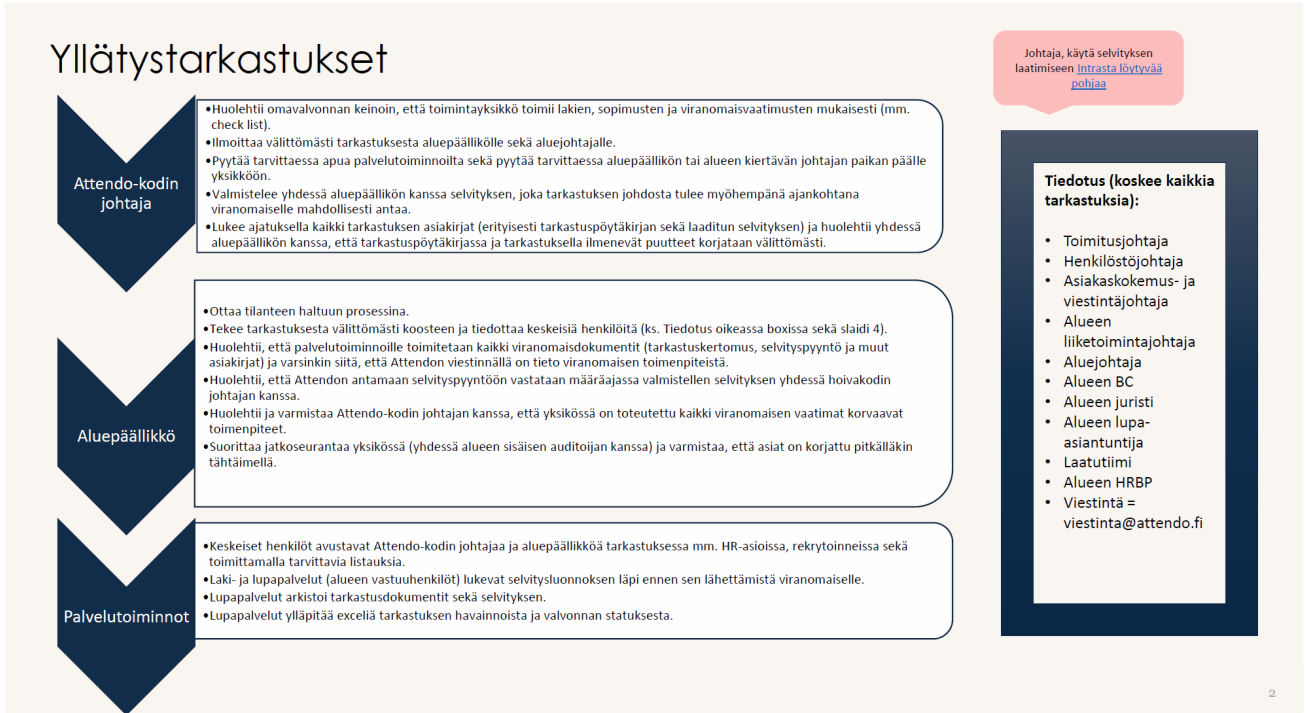 Yllätystarkastukset
Johtaja, käytä selvityksen
laatimiseen Intrasta löytyvää
pohjaa
Attendo-kodin
johtaja
•Huolehtii omavalvonnan keinoin, että toimintayksikkö toimii lakien, sopimusten ja viranomaisvaatimusten mukaisesti (mm.
check list).
•Ilmoittaa välittömästi tarkastuksesta aluepäällikölle sekä aluejohtajalle.
•Pyytää tarvittaessa apua palvelutoiminnoilta sekä pyytää tarvittaessa aluepäällikön tai alueen kiertävän johtajan paikan päälle
yksikköön.
•Valmistelee yhdessä aluepäällikön kanssa selvityksen, joka tarkastuksen johdosta tulee myöhempänä ajankohtana
viranomaiselle mahdollisesti antaa.
•Lukee ajatuksella kaikki tarkastuksen asiakirjat (erityisesti tarkastuspöytäkirjan sekä laaditun selvityksen) ja huolehtii yhdessä
aluepäällikön kanssa, että tarkastuspöytäkirjassa ja tarkastuksella ilmenevät puutteet korjataan välittömästi.
Aluepäällikkö
•Ottaa tilanteen haltuun prosessina.
•Tekee tarkastuksesta välittömästi koosteen ja tiedottaa keskeisiä henkilöitä (ks. Tiedotus oikeassa boxissa sekä slaidi 4).
•Huolehtii, että palvelutoiminnoille toimitetaan kaikki viranomaisdokumentit (tarkastuskertomus, selvityspyyntö ja muut
asiakirjat) ja varsinkin siitä, että Attendon viestinnällä on tieto viranomaisen toimenpiteistä.
•Huolehtii, että Attendon antamaan selvityspyyntöön vastataan määräajassa valmistellen selvityksen yhdessä hoivakodin
johtajan kanssa.
•Huolehtii ja varmistaa Attendo-kodin johtajan kanssa, että yksikössä on toteutettu kaikki viranomaisen vaatimat korvaavat
toimenpiteet.
•Suorittaa jatkoseurantaa yksikössä (yhdessä alueen sisäisen auditoijan kanssa) ja varmistaa, että asiat on korjattu pitkälläkin
tähtäimellä.
Palvelutoiminnot
•Keskeiset henkilöt avustavat Attendo-kodin johtajaa ja aluepäällikköä tarkastuksessa mm. HR-asioissa, rekrytoinneissa sekä
toimittamalla tarvittavia listauksia.
•Laki- ja lupapalvelut (alueen vastuuhenkilöt) lukevat selvitysluonnoksen läpi ennen sen lähettämistä viranomaiselle.
•Lupapalvelut arkistoi tarkastusdokumentit sekä selvityksen.
•Lupapalvelut ylläpitää exceliä tarkastuksen havainnoista ja valvonnan statuksesta.
Tiedotus (koskee kaikkia
tarkastuksia):
• Toimitusjohtaja
• Henkilöstöjohtaja
• Asiakaskokemus- ja
viestintäjohtaja
• Alueen
liiketoimintajohtaja
• Aluejohtaja
• Alueen BC
• Alueen juristi
• Alueen lupa-
asiantuntija
• Laatutiimi
• Alueen HRBP
• Viestintä =
viestinta@attendo.fi
2